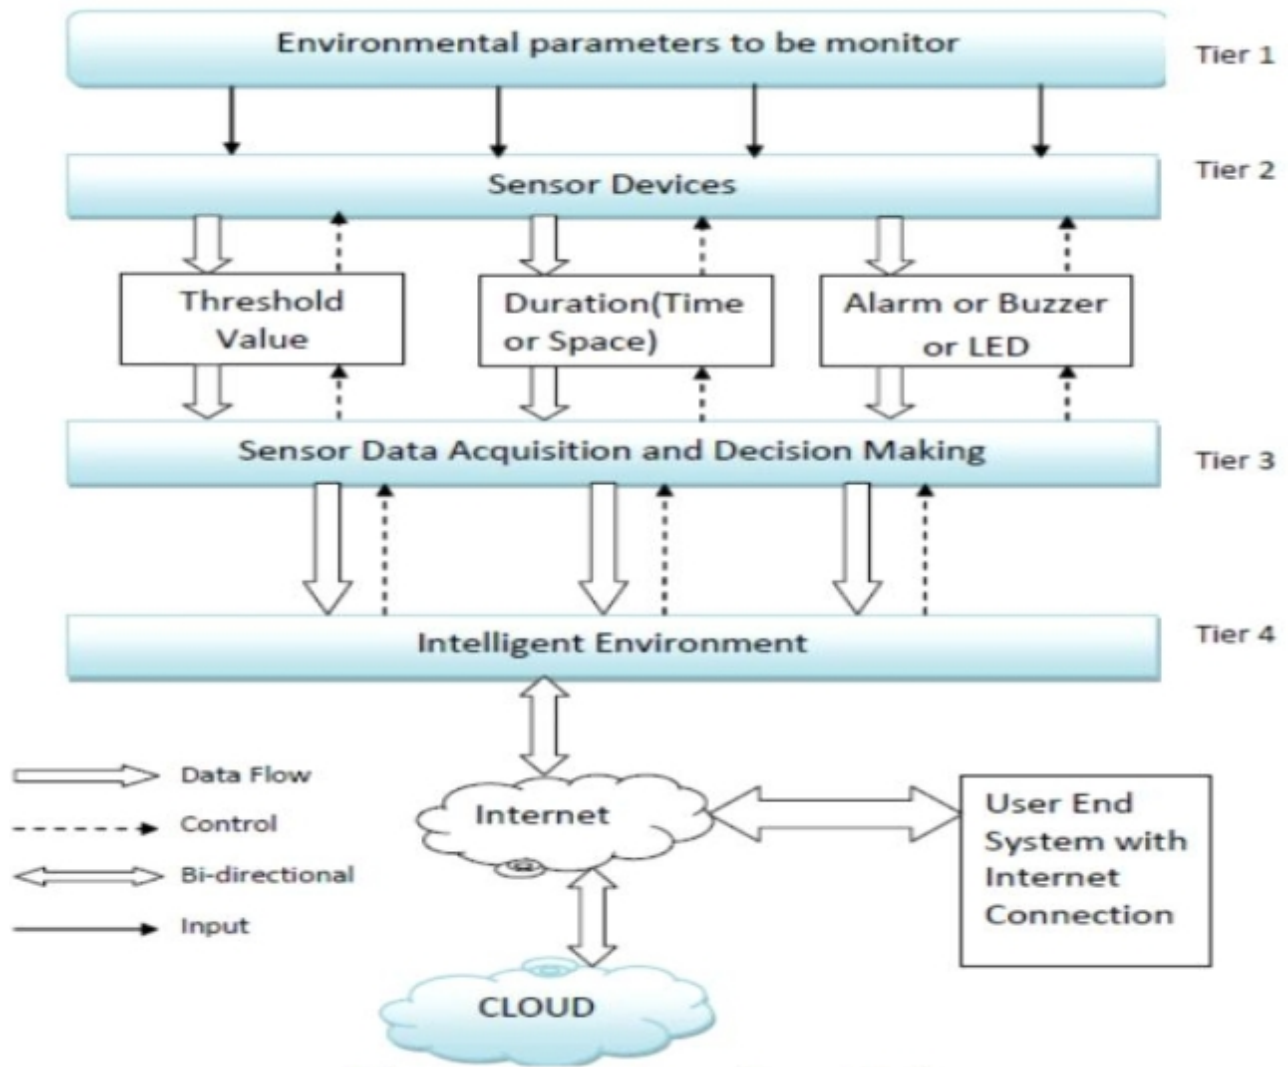 Environmental parameters to be monitor
Tier 1
Sensor Devices
Tier 2
Threshold
Value
Duration(Time
or Space)
Alarm or Buzzer
or LED
Sensor Data Acquisition and Decision Making
Tier 3
Intelligent Environment
Tier 4
Data Flow
Control
Bi-directional
Input
Internet
User End
System with
Internet
Connection
CLOUD